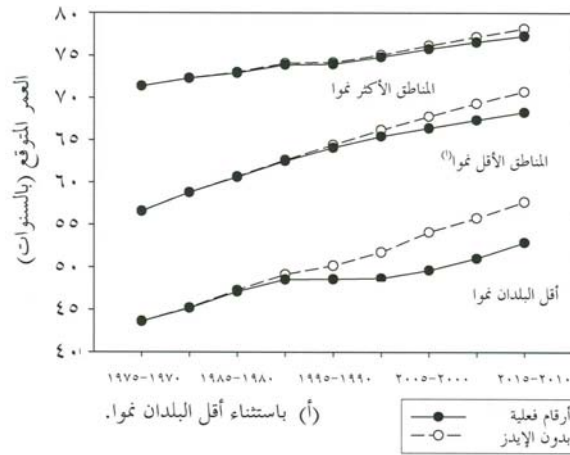 العمر المتوقع (بالسنوات)
٨٠
٧٥
٧٠
٦٥
٦٠
٥٥
٥٠
٤٥
٤٠
المناطق الأكثر نموا
المناطق الأقل نموا(أ)
أقل البلدان نموا
١٩٧٠-١٩٧٥
١٩٨٠-١٩٨٥
١٩٩٠-١٩٩٥
٢٠٠٠-٢٠٠٥
٢٠١٠-٢٠١٥
(أ) باستثناء أقل البلدان نموا.
أرقام فعلية
بدون الإيدز